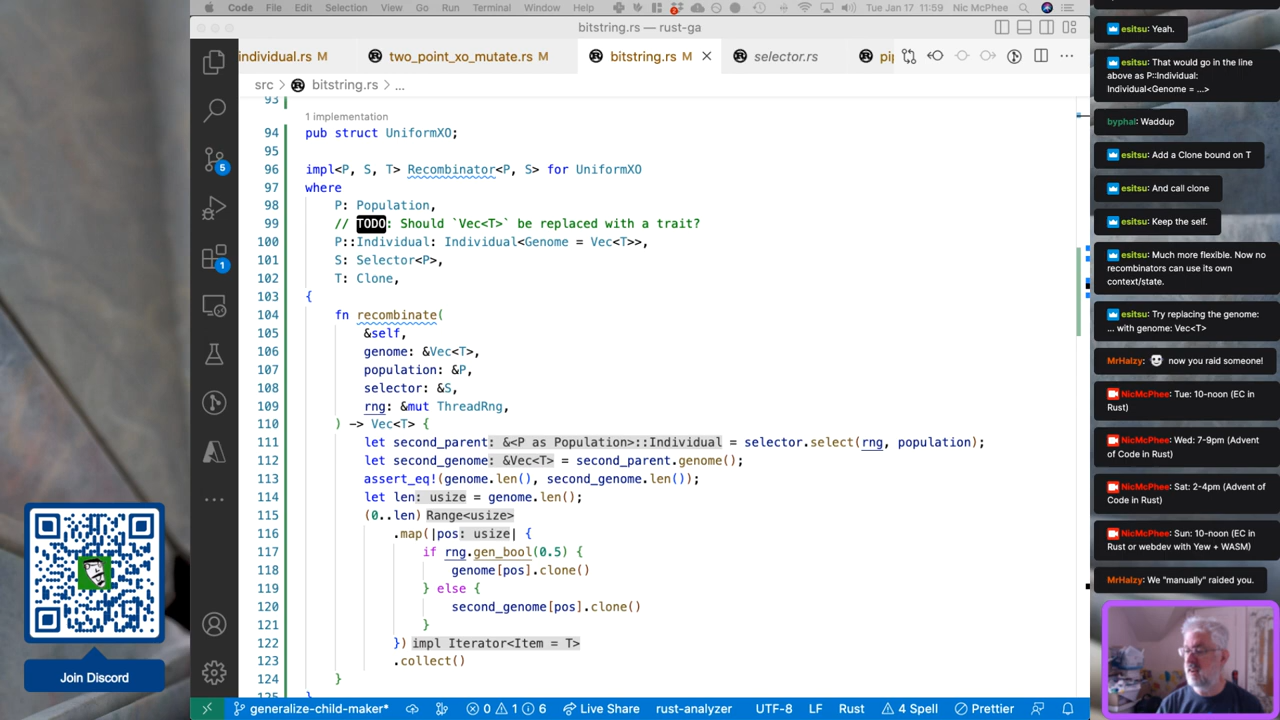 Code File Edit Selection View Go Run Terminal Window Help Tue Jan 17 11:59 Nic McPhee
bitstring.rs — rust-ga
individual.rs M two_point_xo_mutate.rs M bitstring.rs M selector.rs
src > bitstring.rs > ...
93
1 implementation
94 pub struct UniformXO;
95
96 impl<P, S, T> Recombinator<P, S> for UniformXO
97 where
98 P: Population,
99 // TODO: Should `Vec<T>` be replaced with a trait?
100 P::Individual: Individual<Genome = Vec<T>>,
101 S: Selector<P>,
102 T: Clone,
103 {
104 fn recombinate(
105 &self,
106 genome: &Vec<T>,
107 population: &P,
108 selector: &S,
109 rng: &mut ThreadRng,
110 ) -> Vec<T> {
111 let second_parent: &<P as Population>::Individual = selector.select(rng, population);
112 let second_genome: &Vec<T> = second_parent.genome();
113 assert_eq!(genome.len(), second_genome.len());
114 let len: usize = genome.len();
115 (0..len) Range<usize>
116 .map(|pos: usize| {
117 if rng.gen_bool(0.5) {
118 genome[pos].clone()
119 } else {
120 second_genome[pos].clone()
121 }
122 }) impl Iterator<Item = T>
123 .collect()
124 }
125 }
5
1
generalize-child-maker* 0 1 6 Live Share rust-analyzer UTF-8 LF Rust 4 Spell Prettier
Join Discord
esitsu: Yeah.
esitsu: That would go in the line
above as P::Individual:
Individual<Genome = ...>
byphal: Waddup
esitsu: Add a Clone bound on T
esitsu: And call clone
esitsu: Keep the self.
esitsu: Much more flexible. Now no
recombinators can use its own
context/state.
esitsu: Try replacing the genome:
... with genome: Vec<T>
MrHalzy: now you raid someone!
NicMcPhee: Tue: 10-noon (EC in
Rust)
NicMcPhee: Wed: 7-9pm (Advent
of Code in Rust)
NicMcPhee: Sat: 2-4pm (Advent of
Code in Rust)
NicMcPhee: Sun: 10-noon (EC in
Rust or webdev with Yew + WASM)
MrHalzy: We "manually" raided you.